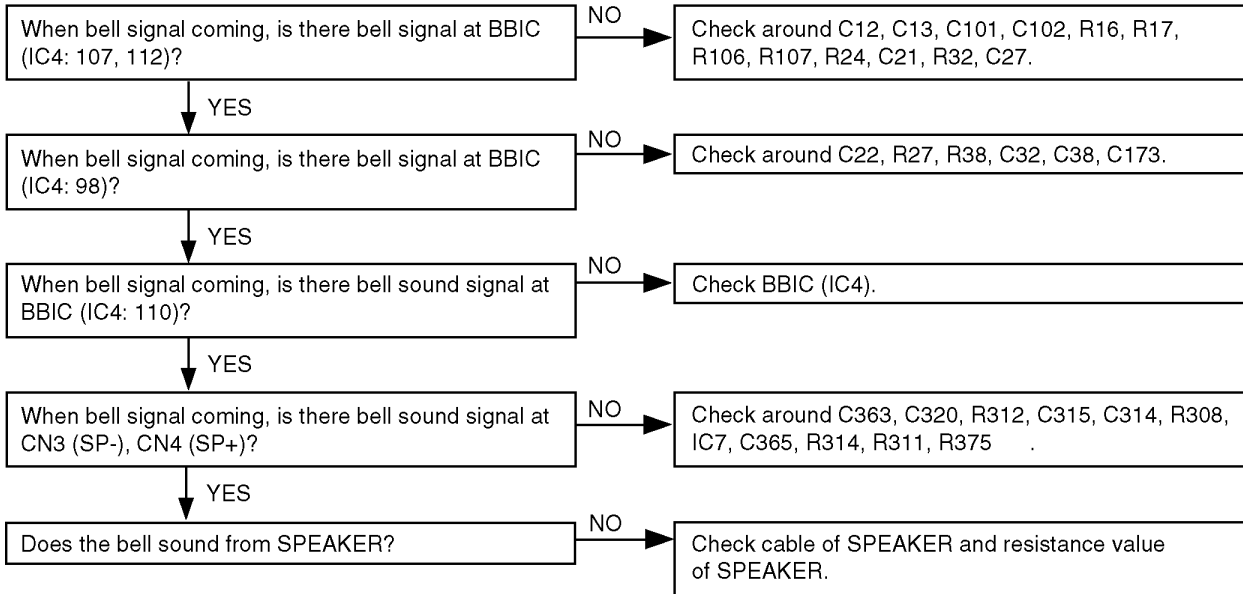 When bell signal coming, is there bell signal at BBIC
(IC4: 107, 112)?
NO
Check around C12, C13, C101, C102, R16, R17,
R106, R107, R24, C21, R32, C27.
YES
When bell signal coming, is there bell signal at BBIC
(IC4: 98)?
NO
Check around C22, R27, R38, C32, C38, C173.
YES
When bell signal coming, is there bell sound signal at
BBIC (IC4: 110)?
NO
Check BBIC (IC4).
YES
When bell signal coming, is there bell sound signal at
CN3 (SP-), CN4 (SP+)?
NO
Check around C363, C320, R312, C315, C314, R308,
IC7, C365, R314, R311, R375 .
YES
Does the bell sound from SPEAKER?
NO
Check cable of SPEAKER and resistance value
of SPEAKER.